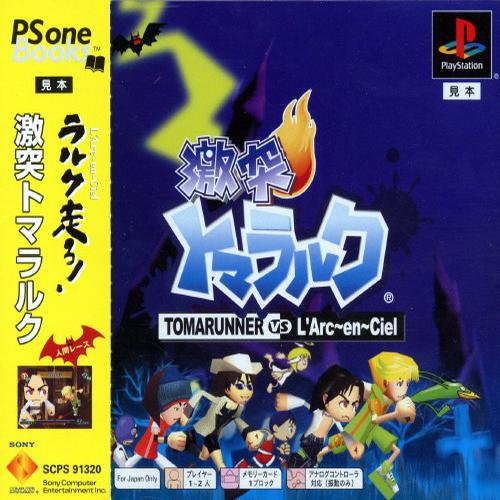 PS one
Books
™
見本
L'Arc~en~Ciel
ラルク走る!
激突トマラルク
人間レース
SONY
SCPS 91320
Sony Computer
Entertainment Inc.
PlayStation
®
見本
激突
トマラルク
®
TOMARUNNER VS L'Arc~en~Ciel
For Japan Only
プレイヤー
1-2人
メモリーカード
1ブロック
アナログコントローラ
対応(振動のみ)